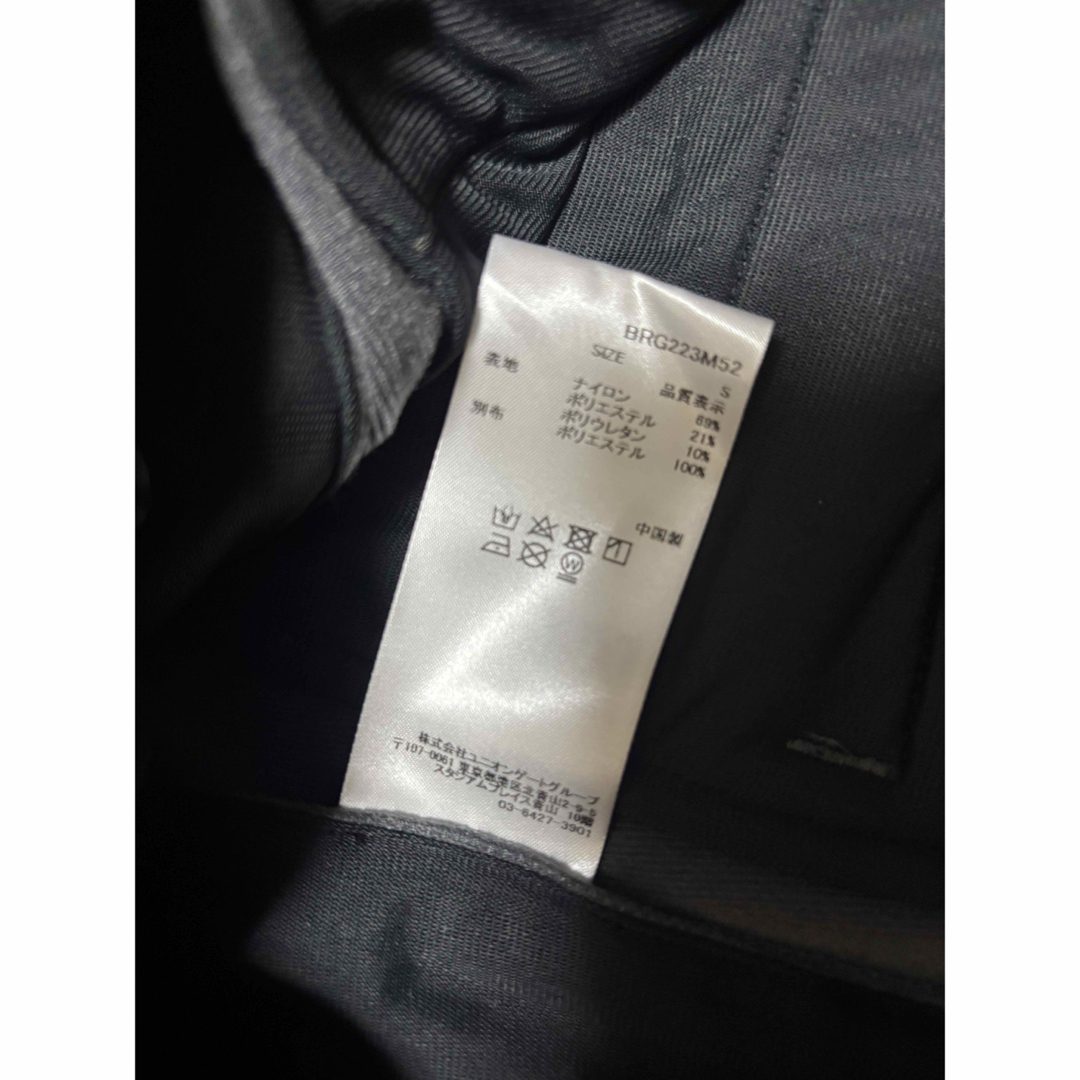 BRG223M52
SIZE S
品質表示
表地 ナイロン 69%
ポリエステル 21%
ポリウレタン 10%
別布 ポリエステル 100%
中国製
W
株式会社ユニオンゲートグループ
〒107-0061 東京都港区北青山2-9-5
スタジアムプレイス青山 10階
03-6427-3901